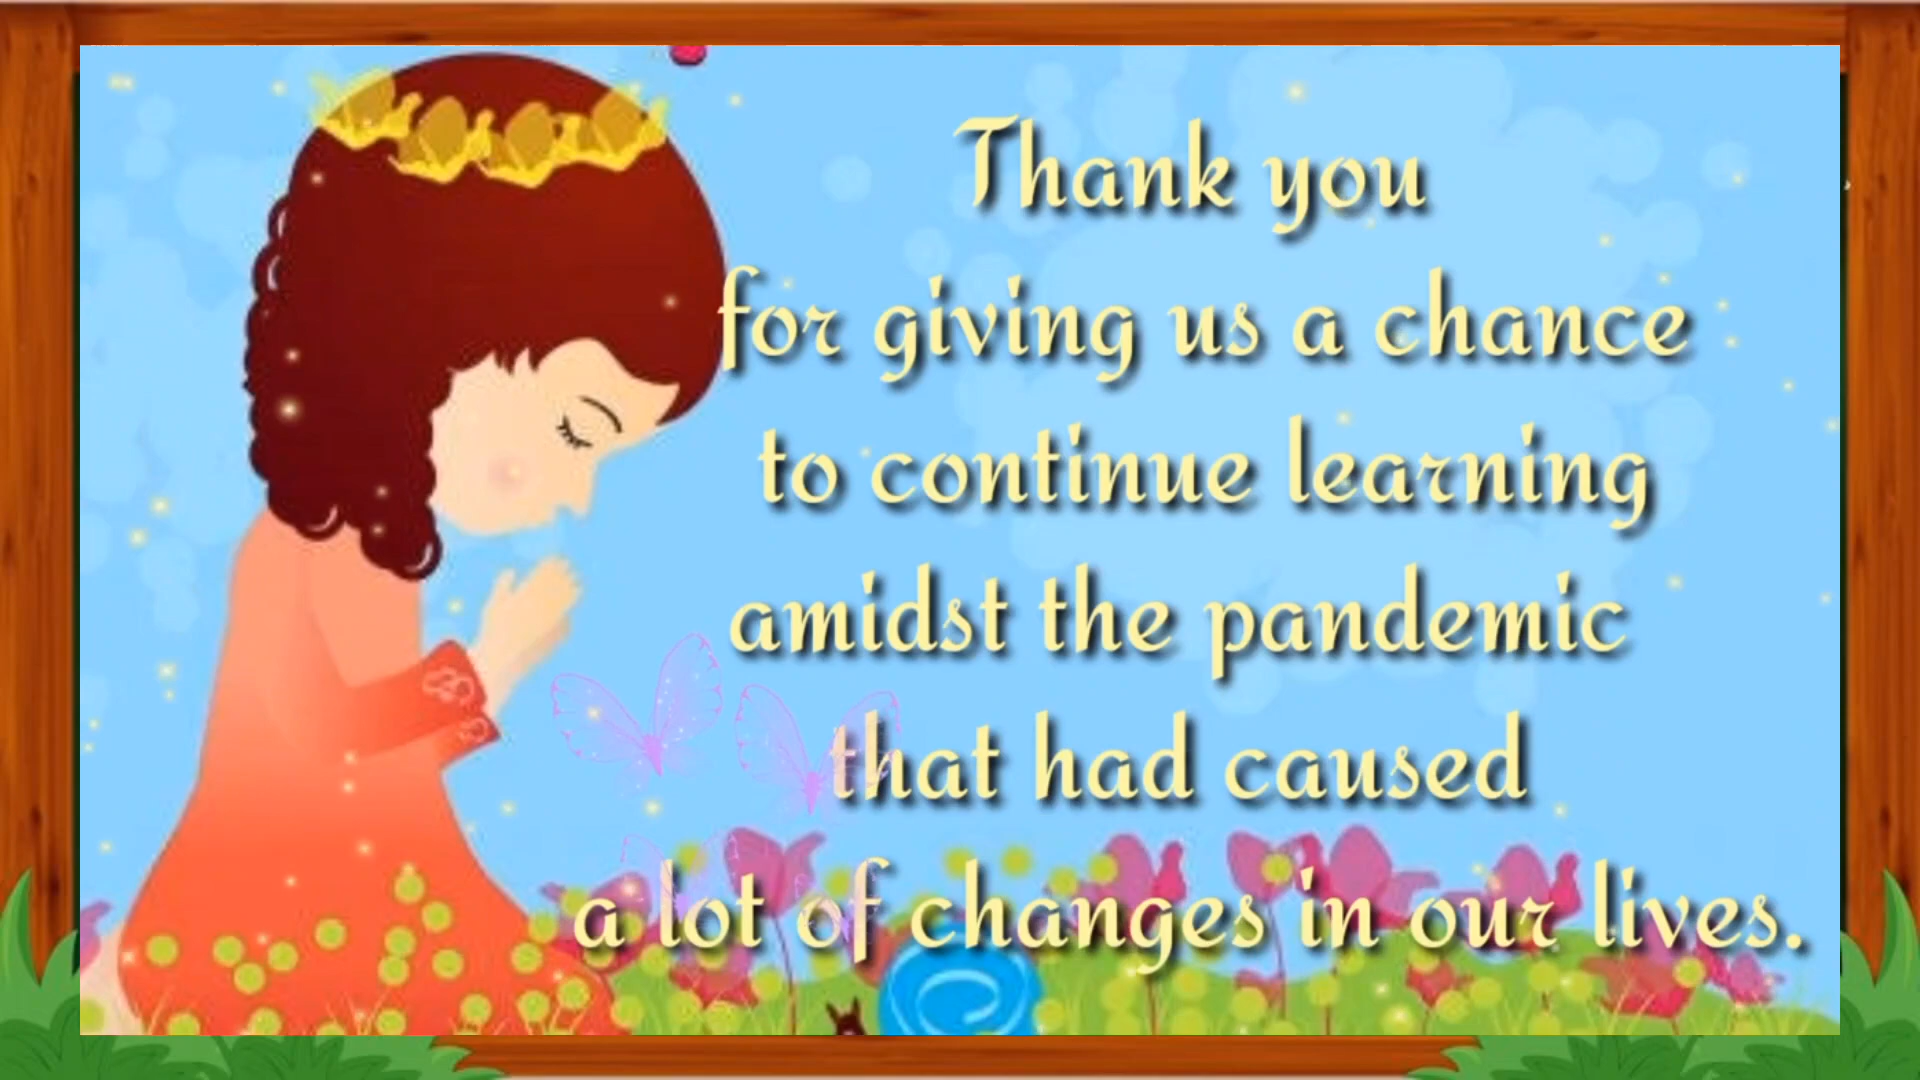 Thank you
for giving us a chance
to continue learning
amidst the pandemic
that had caused
a lot of changes in our lives.